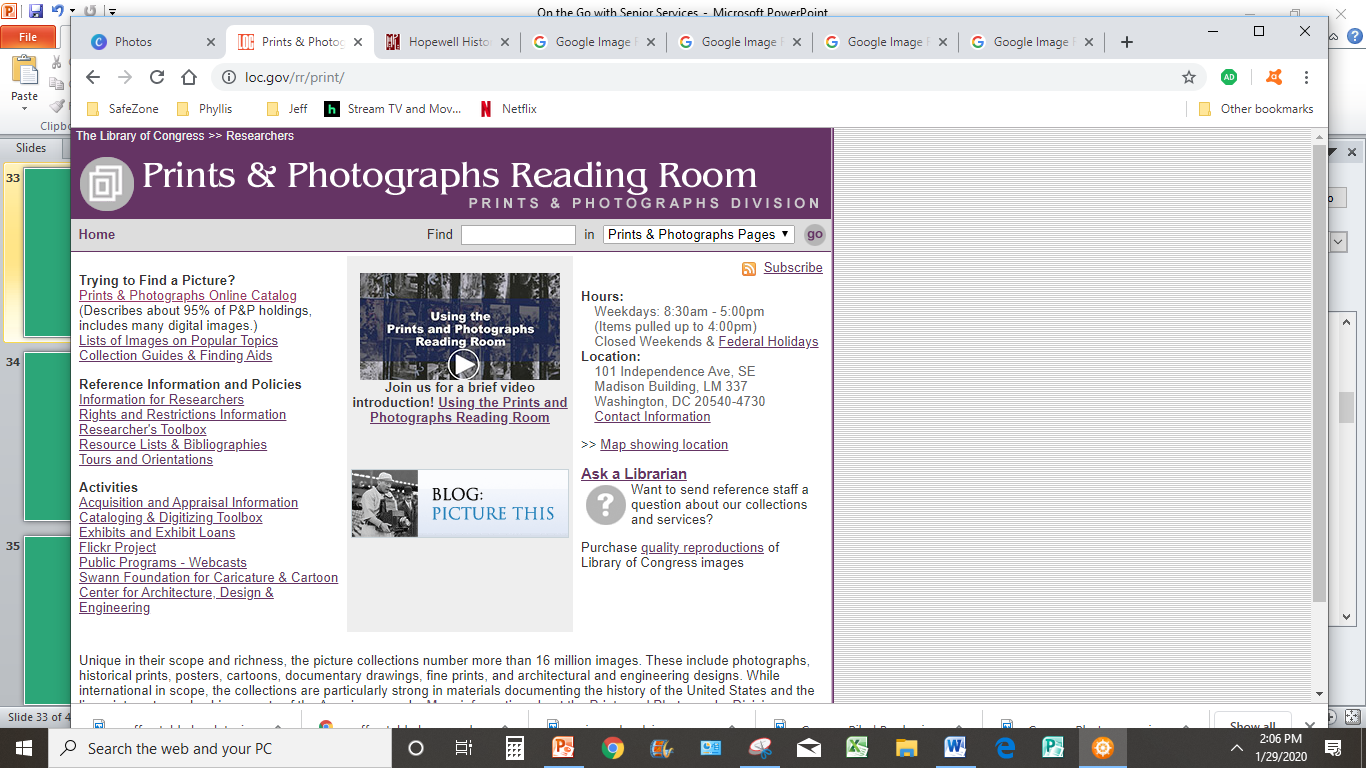 On the Go with Senior Services - Microsoft PowerPoint
File
Paste
Slides
33
34
35
Photos
Prints & Photog
Hopewell Histo
Google Image
Google Image
Google Image
Google Image
loc.gov/rr/print/
AD
SafeZone
Phyllis
Jeff
Stream TV and Mov...
Netflix
Other bookmarks
The Library of Congress >> Researchers
Prints & Photographs Reading Room
PRINTS & PHOTOGRAPHS DIVISION
Home
Find
in
Prints & Photographs Pages
go
Trying to Find a Picture?
Prints & Photographs Online Catalog
(Describes about 95% of P&P holdings,
includes many digital images.)
Lists of Images on Popular Topics
Collection Guides & Finding Aids
Reference Information and Policies
Information for Researchers
Rights and Restrictions Information
Researcher's Toolbox
Resource Lists & Bibliographies
Tours and Orientations
Activities
Acquisition and Appraisal Information
Cataloging & Digitizing Toolbox
Exhibits and Exhibit Loans
Flickr Project
Public Programs - Webcasts
Swann Foundation for Caricature & Cartoon
Center for Architecture, Design &
Engineering
Using the
Prints and Photographs
Reading Room
Join us for a brief video
introduction! Using the Prints and
Photographs Reading Room
BLOG:
PICTURE THIS
Subscribe
Hours:
Weekdays: 8:30am - 5:00pm
(Items pulled up to 4:00pm)
Closed Weekends & Federal Holidays
Location:
101 Independence Ave, SE
Madison Building, LM 337
Washington, DC 20540-4730
Contact Information
>> Map showing location
Ask a Librarian
Want to send reference staff a
question about our collections
and services?
Purchase quality reproductions of
Library of Congress images
Unique in their scope and richness, the picture collections number more than 16 million images. These include photographs,
historical prints, posters, cartoons, documentary drawings, fine prints, and architectural and engineering designs. While
international in scope, the collections are particularly strong in materials documenting the history of the United States and the
Show all
Slide 33 of 4
Search the web and your PC
2:06 PM
1/29/2020